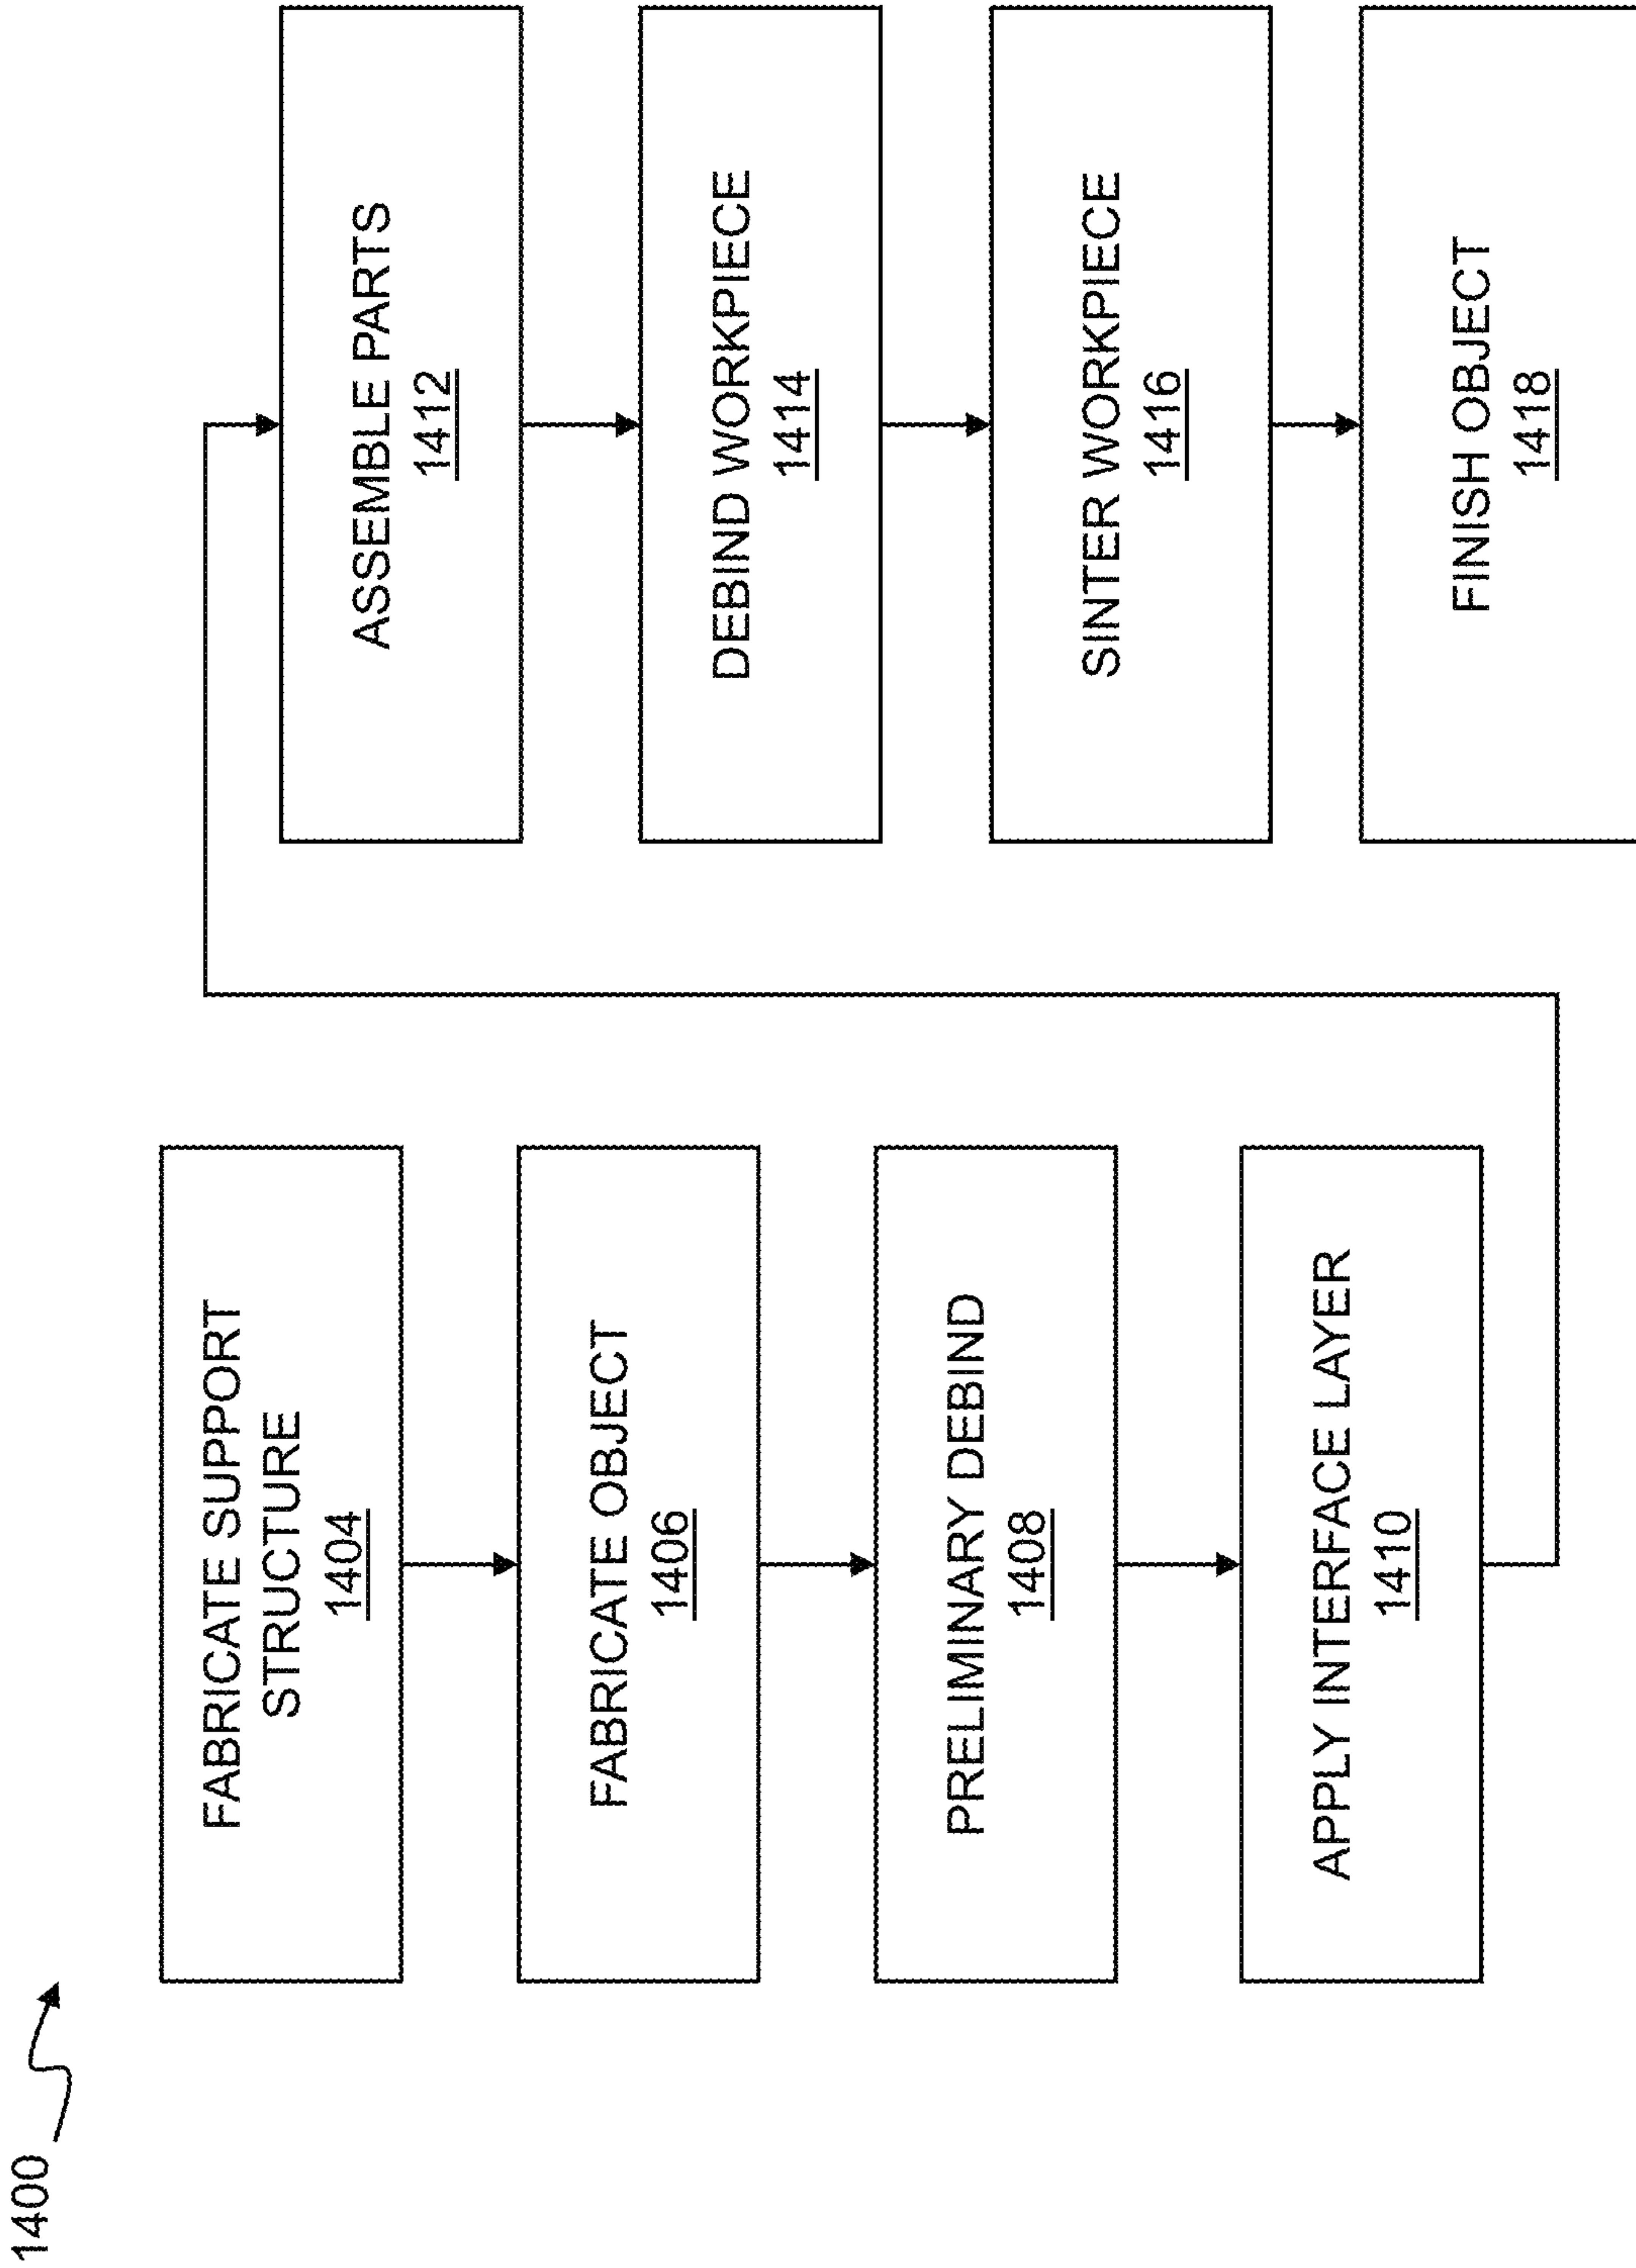 1400
FABRICATE SUPPORT
STRUCTURE
1404
FABRICATE OBJECT
1406
PRELIMINARY DEBIND
1408
APPLY INTERFACE LAYER
1410
ASSEMBLE PARTS
1412
DEBIND WORKPIECE
1414
SINTER WORKPIECE
1416
FINISH OBJECT
1418